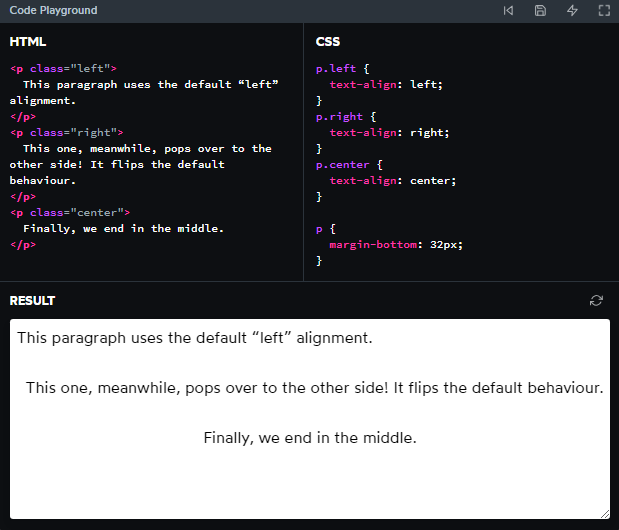 Code Playground
HTML
<p class="left">
  This paragraph uses the default “left”
alignment.
</p>
<p class="right">
  This one, meanwhile, pops over to the
other side! It flips the default
behaviour.
</p>
<p class="center">
  Finally, we end in the middle.
</p>
CSS
p.left {
  text-align: left;
}
p.right {
  text-align: right;
}
p.center {
  text-align: center;
}

p {
  margin-bottom: 32px;
}
RESULT
This paragraph uses the default “left” alignment.
This one, meanwhile, pops over to the other side! It flips the default behaviour.
Finally, we end in the middle.